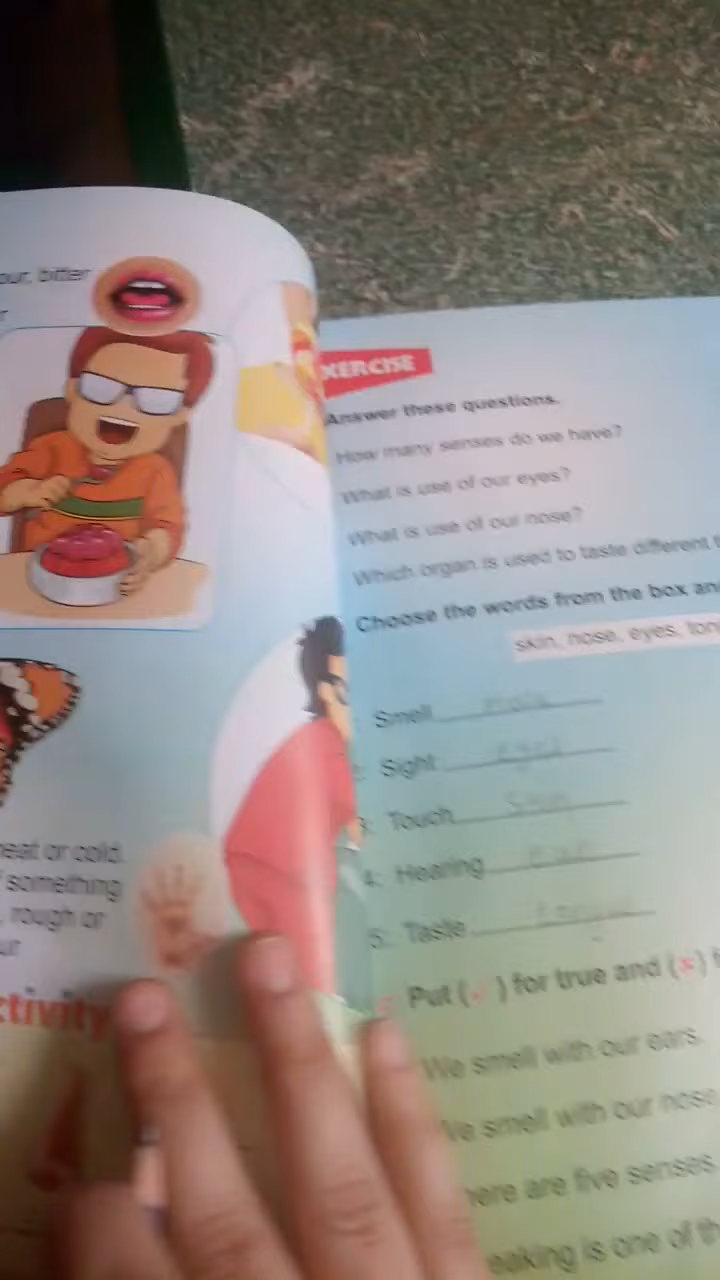 our, bitter
eat or cold.
something
, rough or
ctivity
XERCISE
Answer these questions.
How many senses do we have?
What is use of our eyes?
What is use of our nose?
Which organ is used to taste different
Choose the words from the box an
skin, nose, eyes, ton
Smell
Sight
Touch
4: Hearing
5: Taste
Put (✓) for true and (×) f
We smell with our ears.
We smell with our nose
here are five senses.
eaking is one of th